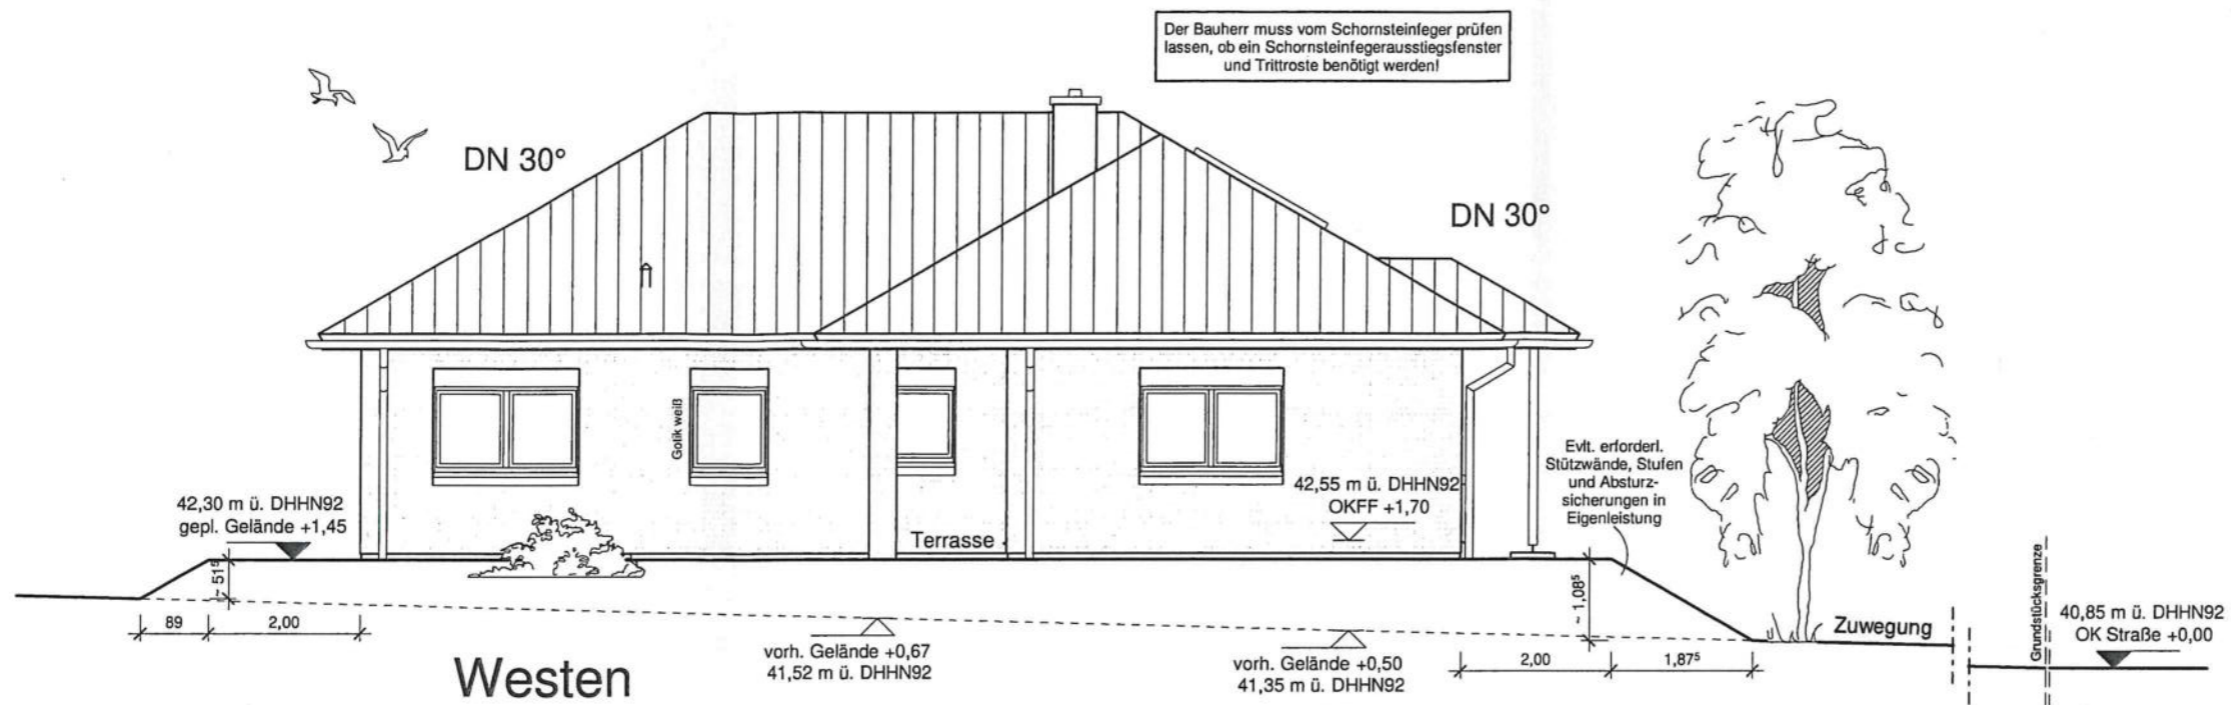 Der Bauherr muss vom Schornsteinfeger prüfen
lassen, ob ein Schornsteinfegerausstiegsfenster
und Trittroste benötigt werden!
DN 30°
DN 30°
Gotik weiß
Evlt. erforderl.
Stützwände, Stufen
und Absturz-
sicherungen in
Eigenleistung
42,30 m ü. DHHN92
gepl. Gelände +1,45
42,55 m ü. DHHN92
OKFF +1,70
Terrasse
~ 51⁵
~ 1,08⁵
89
2,00
vorh. Gelände +0,67
41,52 m ü. DHHN92
vorh. Gelände +0,50
41,35 m ü. DHHN92
2,00
1,87⁵
Zuwegung
Grundstücksgrenze
40,85 m ü. DHHN92
OK Straße +0,00
Westen